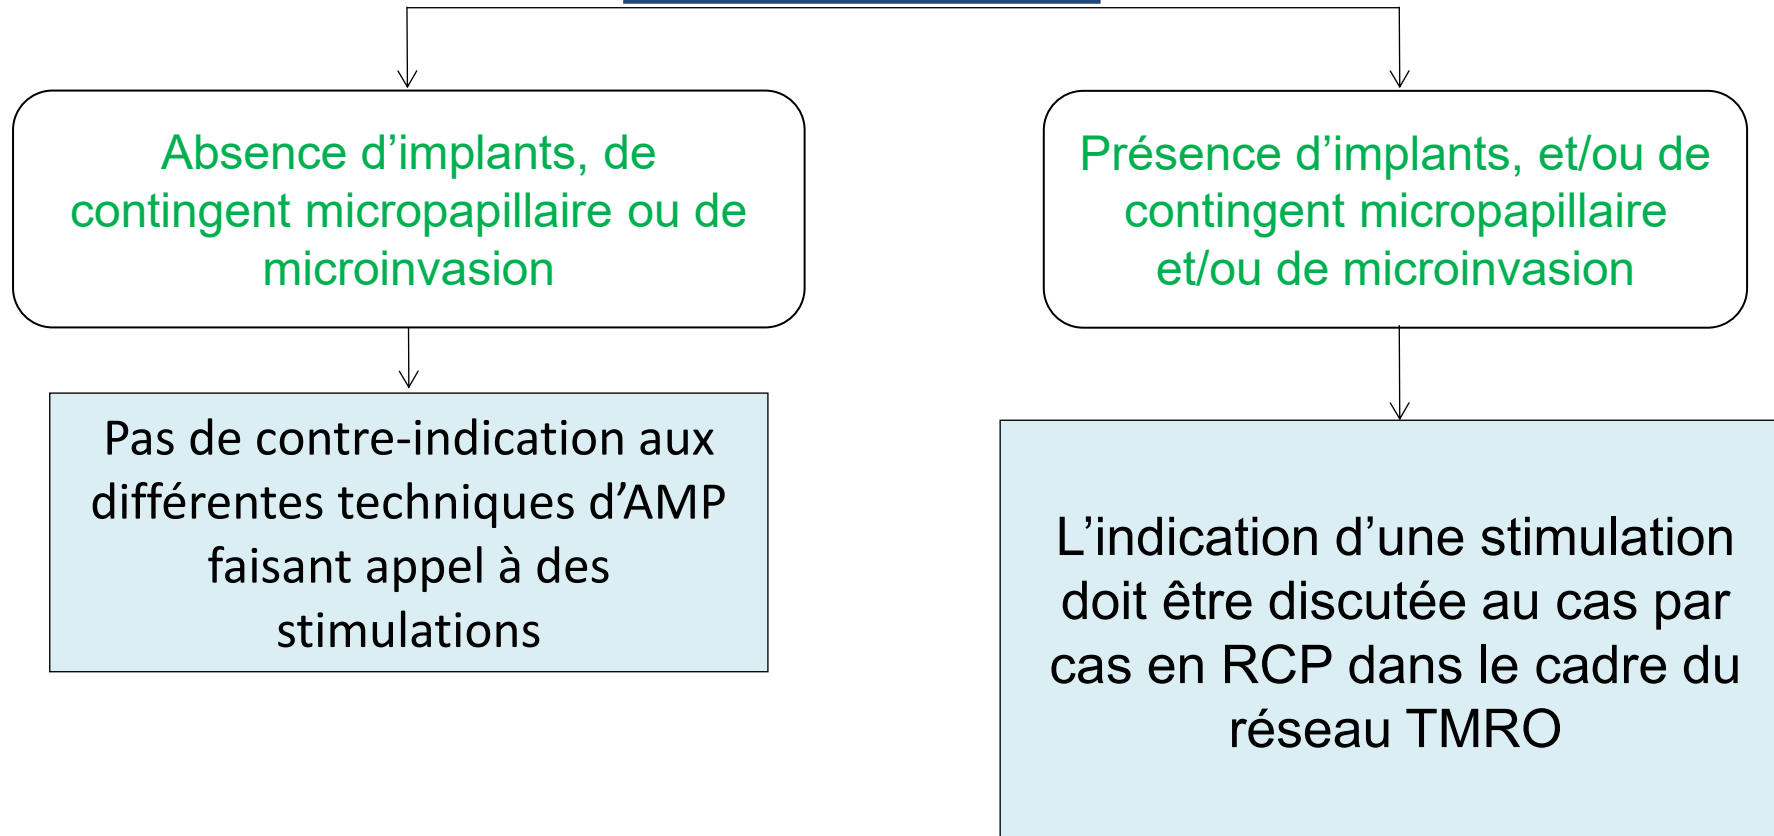 Absence d’implants, de
contingent micropapillaire ou de
microinvasion
Présence d’implants, et/ou de
contingent micropapillaire
et/ou de microinvasion
Pas de contre-indication aux
différentes techniques d’AMP
faisant appel à des
stimulations
L’indication d’une stimulation
doit être discutée au cas par
cas en RCP dans le cadre du
réseau TMRO